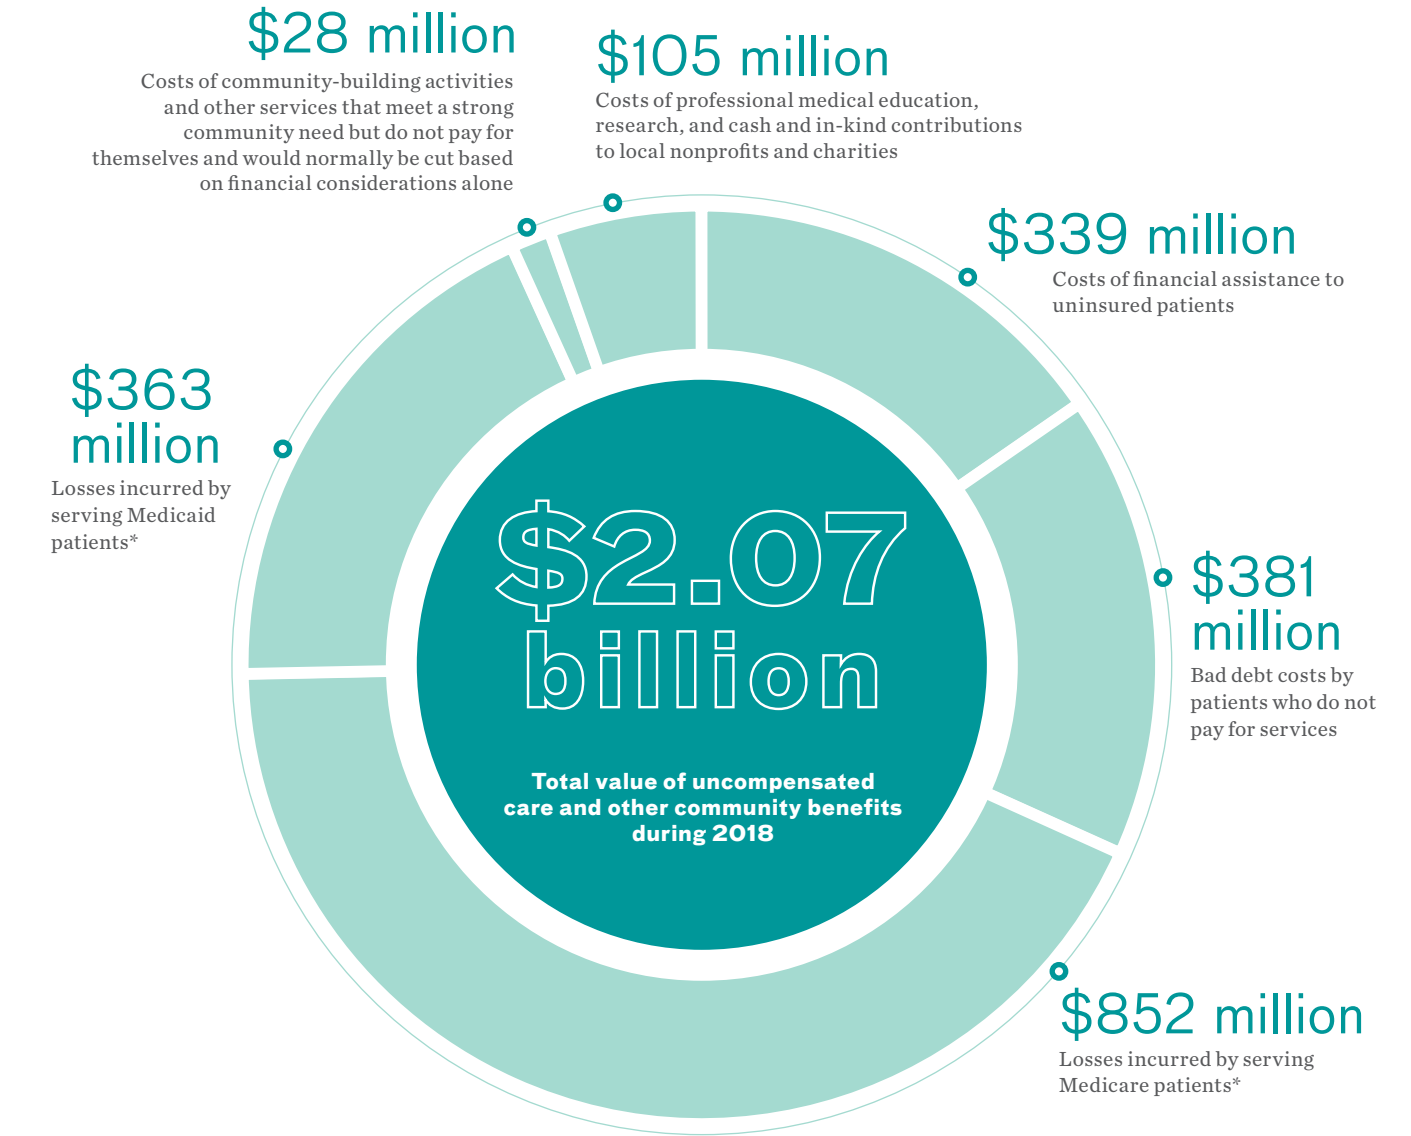 $28 million
Costs of community-building activities
and other services that meet a strong
community need but do not pay for
themselves and would normally be cut based
on financial considerations alone
$105 million
Costs of professional medical education,
research, and cash and in-kind contributions
to local nonprofits and charities
$339 million
Costs of financial assistance to
uninsured patients
$363
million
Losses incurred by
serving Medicaid
patients*
$2.07
billion
Total value of uncompensated
care and other community benefits
during 2018
$381
million
Bad debt costs by
patients who do not
pay for services
$852 million
Losses incurred by serving
Medicare patients*